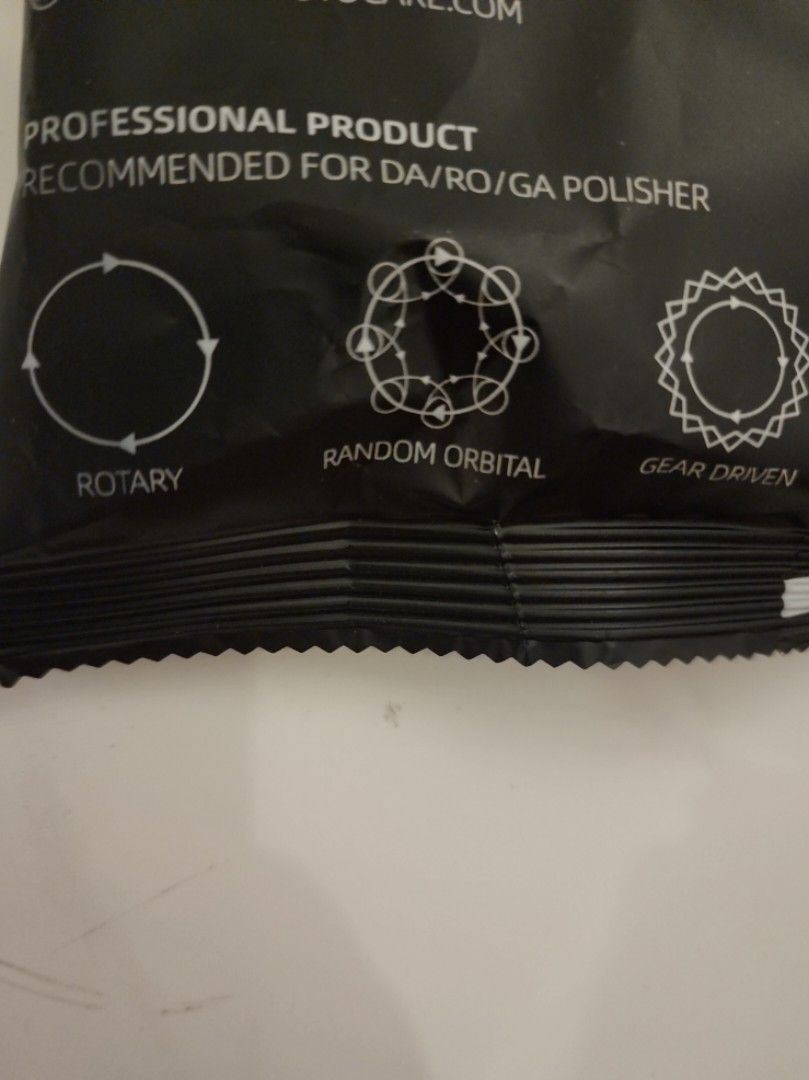 PROFESSIONAL PRODUCT
RECOMMENDED FOR DA/RO/GA POLISHER
ROTARY
RANDOM ORBITAL
GEAR DRIVEN